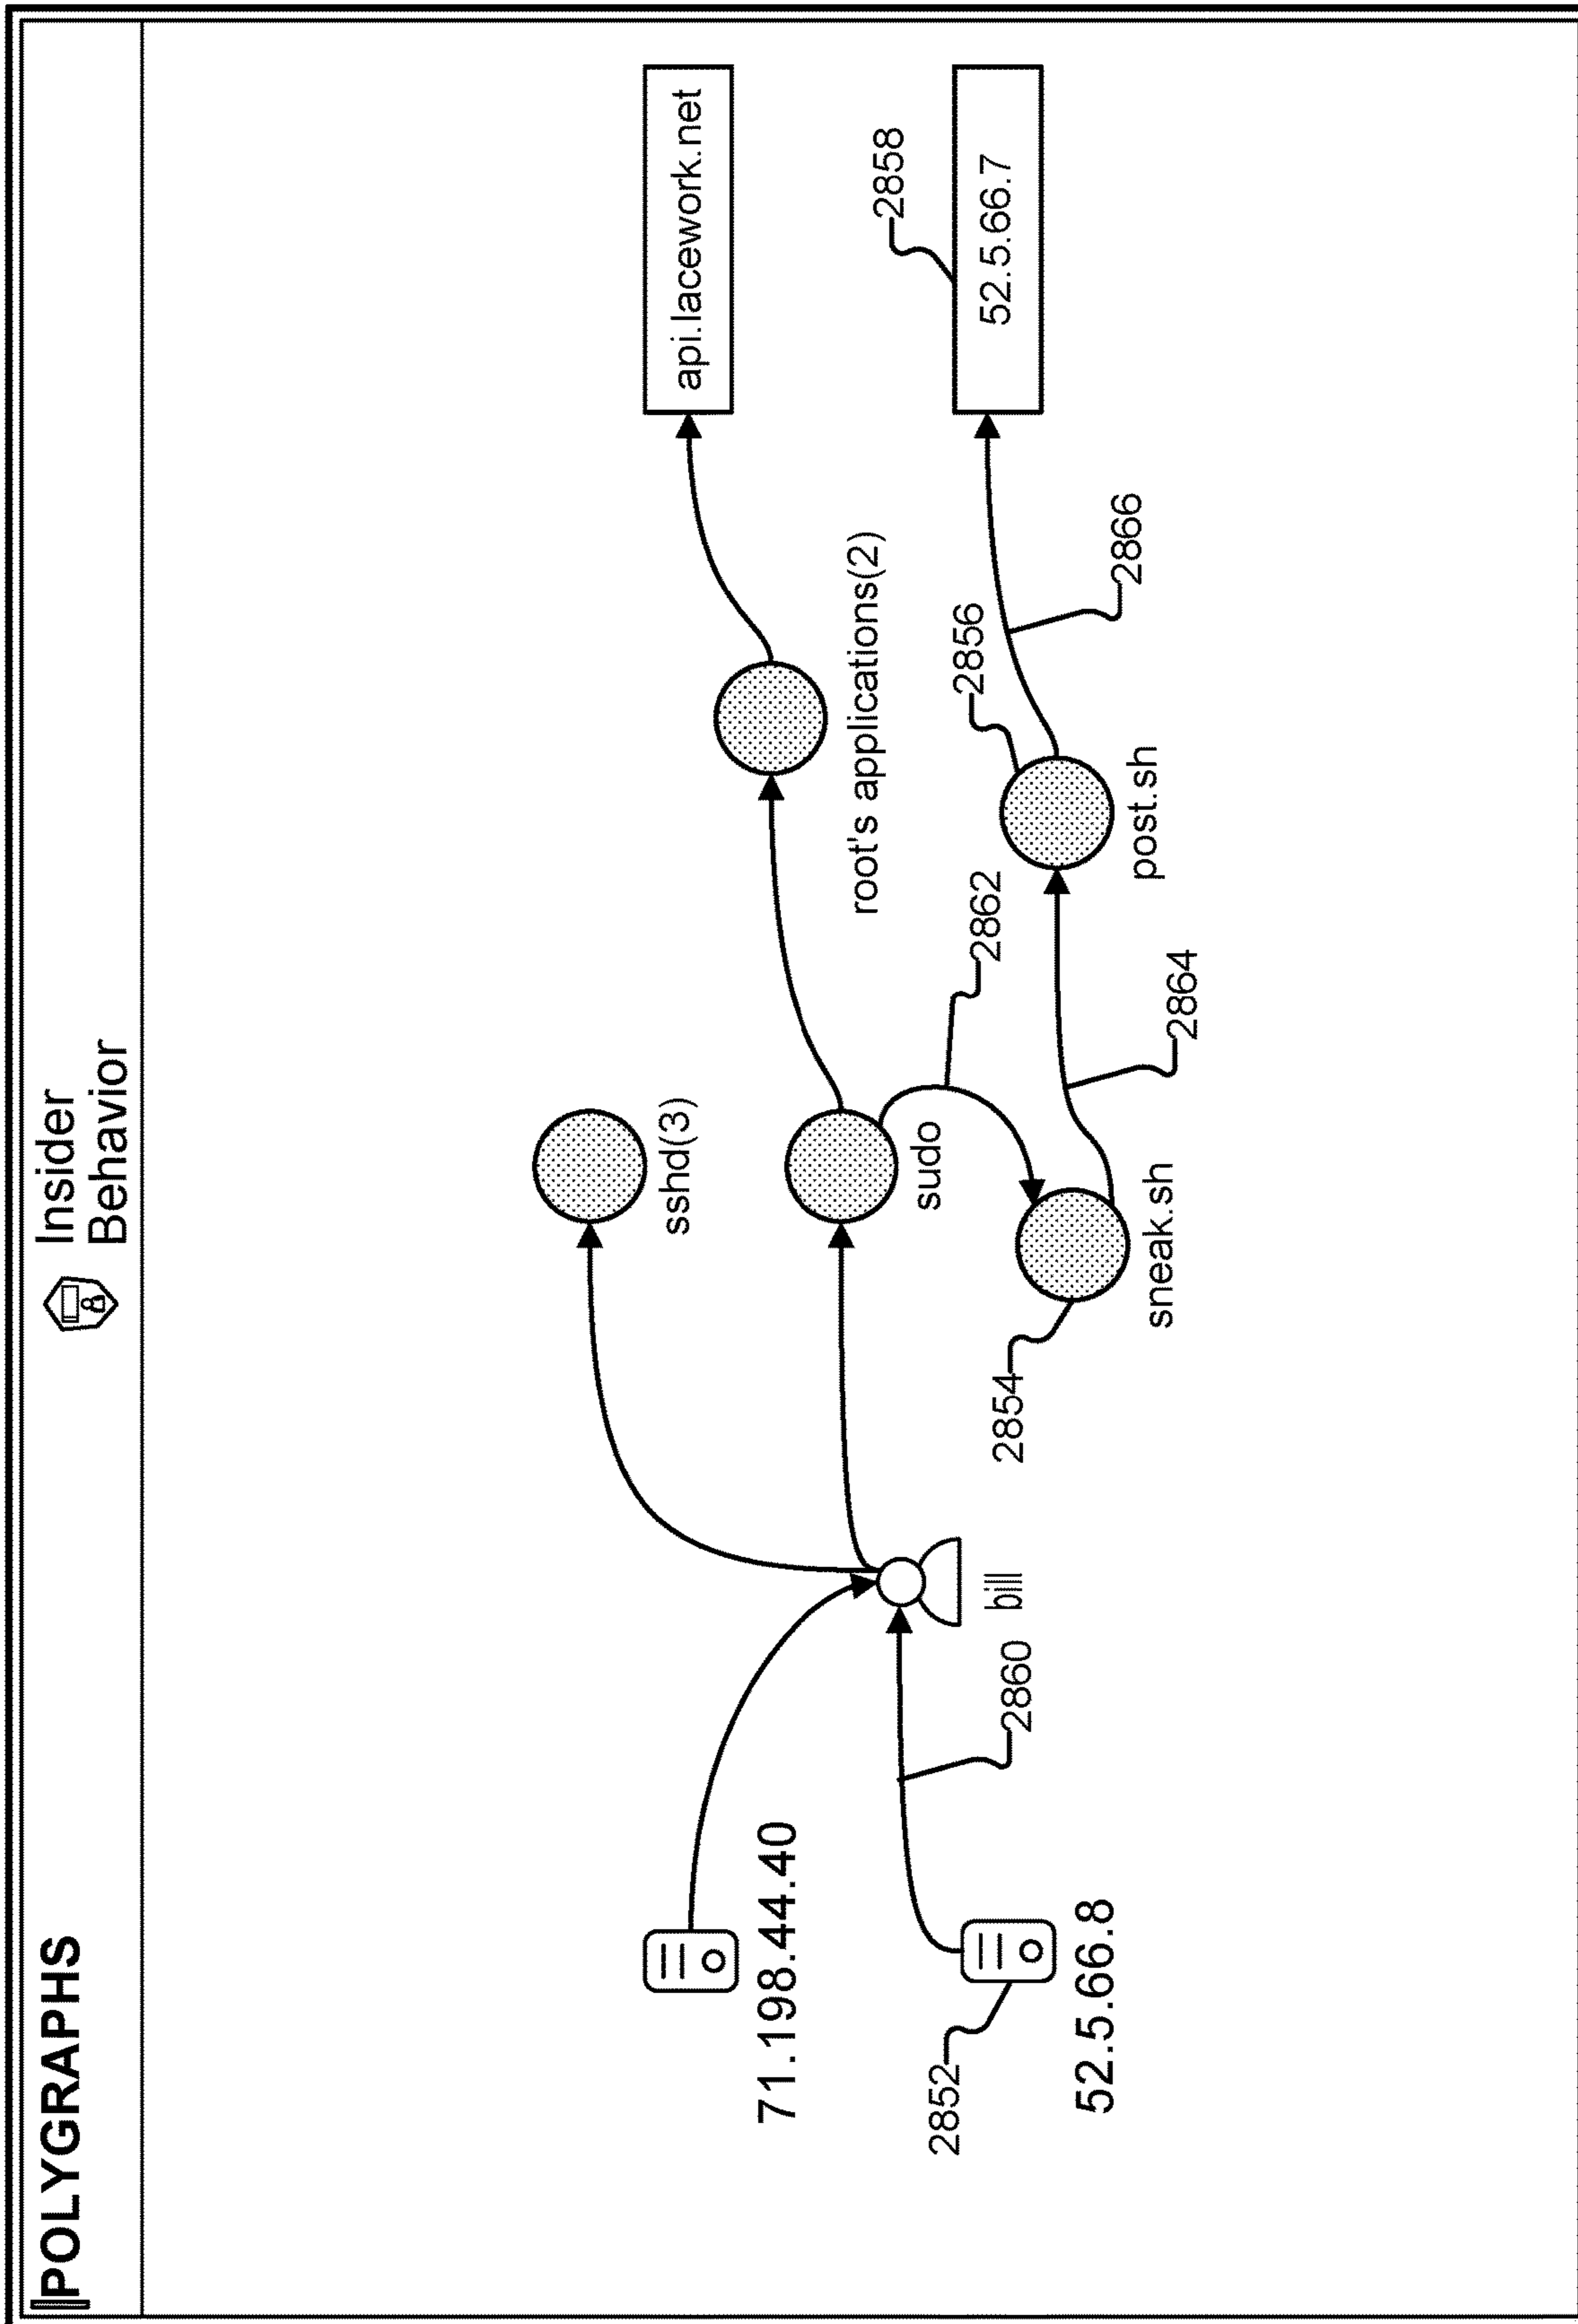 POLYGRAPHS
Insider
Behavior
sshd(3)
api.lacework.net
71.198.44.40
root's applications(2)
sudo
2858
2852
52.5.66.8
2860
bill
2862
2856
52.5.66.7
2854
sneak.sh
post.sh
2864
2866